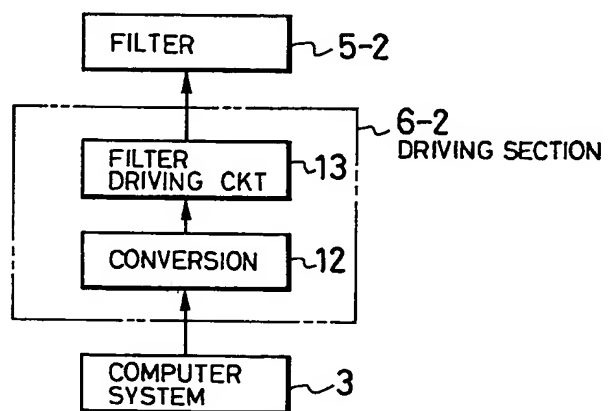 FILTER 5-2
6-2
DRIVING SECTION
FILTER
DRIVING CKT 13
CONVERSION 12
COMPUTER
SYSTEM 3